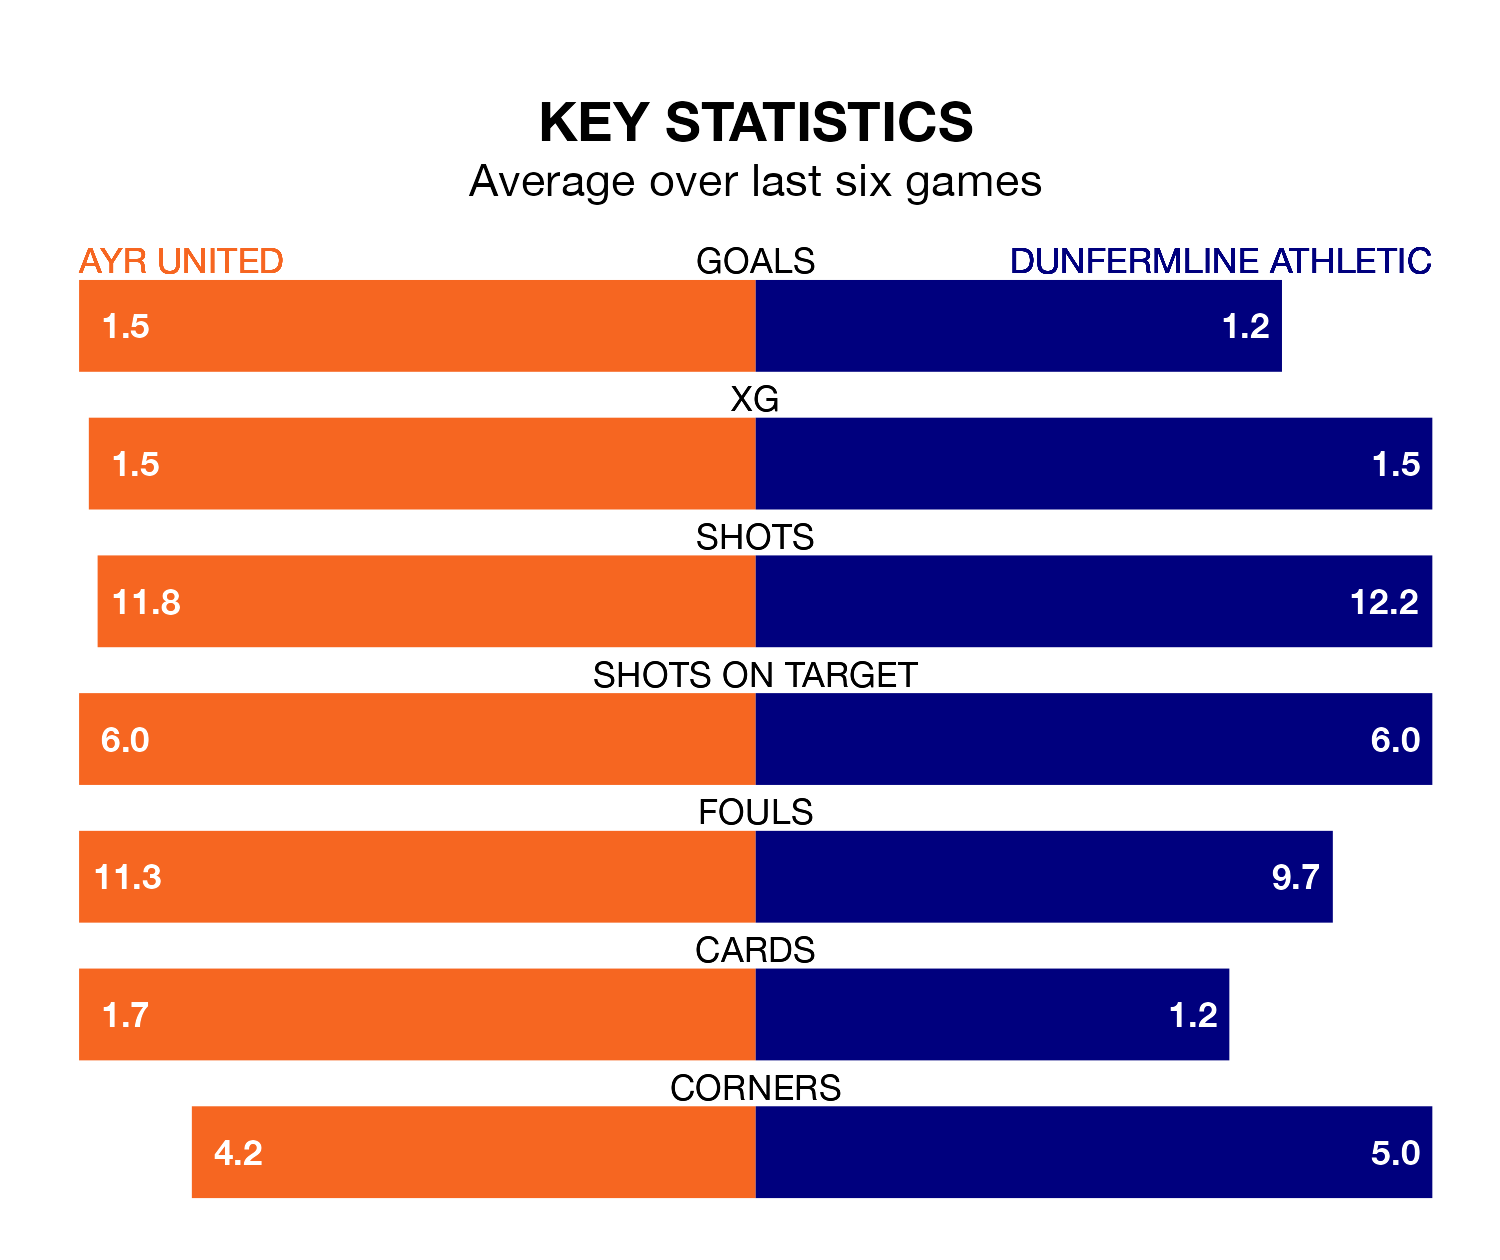 KEY STATISTICS
Average over last six games
AYR UNITED GOALS DUNFERMLINE ATHLETIC
1.5 1.2
XG
1.5 1.5
SHOTS
11.8 12.2
SHOTS ON TARGET
6.0 6.0
FOULS
11.3 9.7
CARDS
1.7 1.2
CORNERS
4.2 5.0